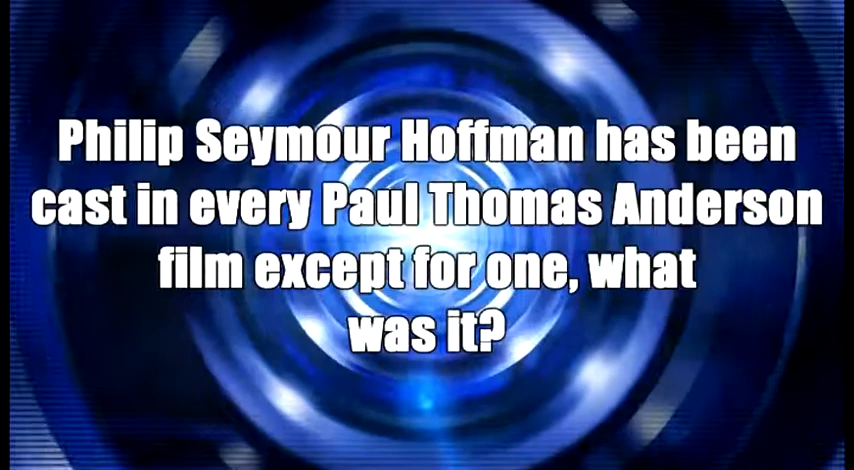 Philip Seymour Hoffman has been
cast in every Paul Thomas Anderson
film except for one, what
was it?